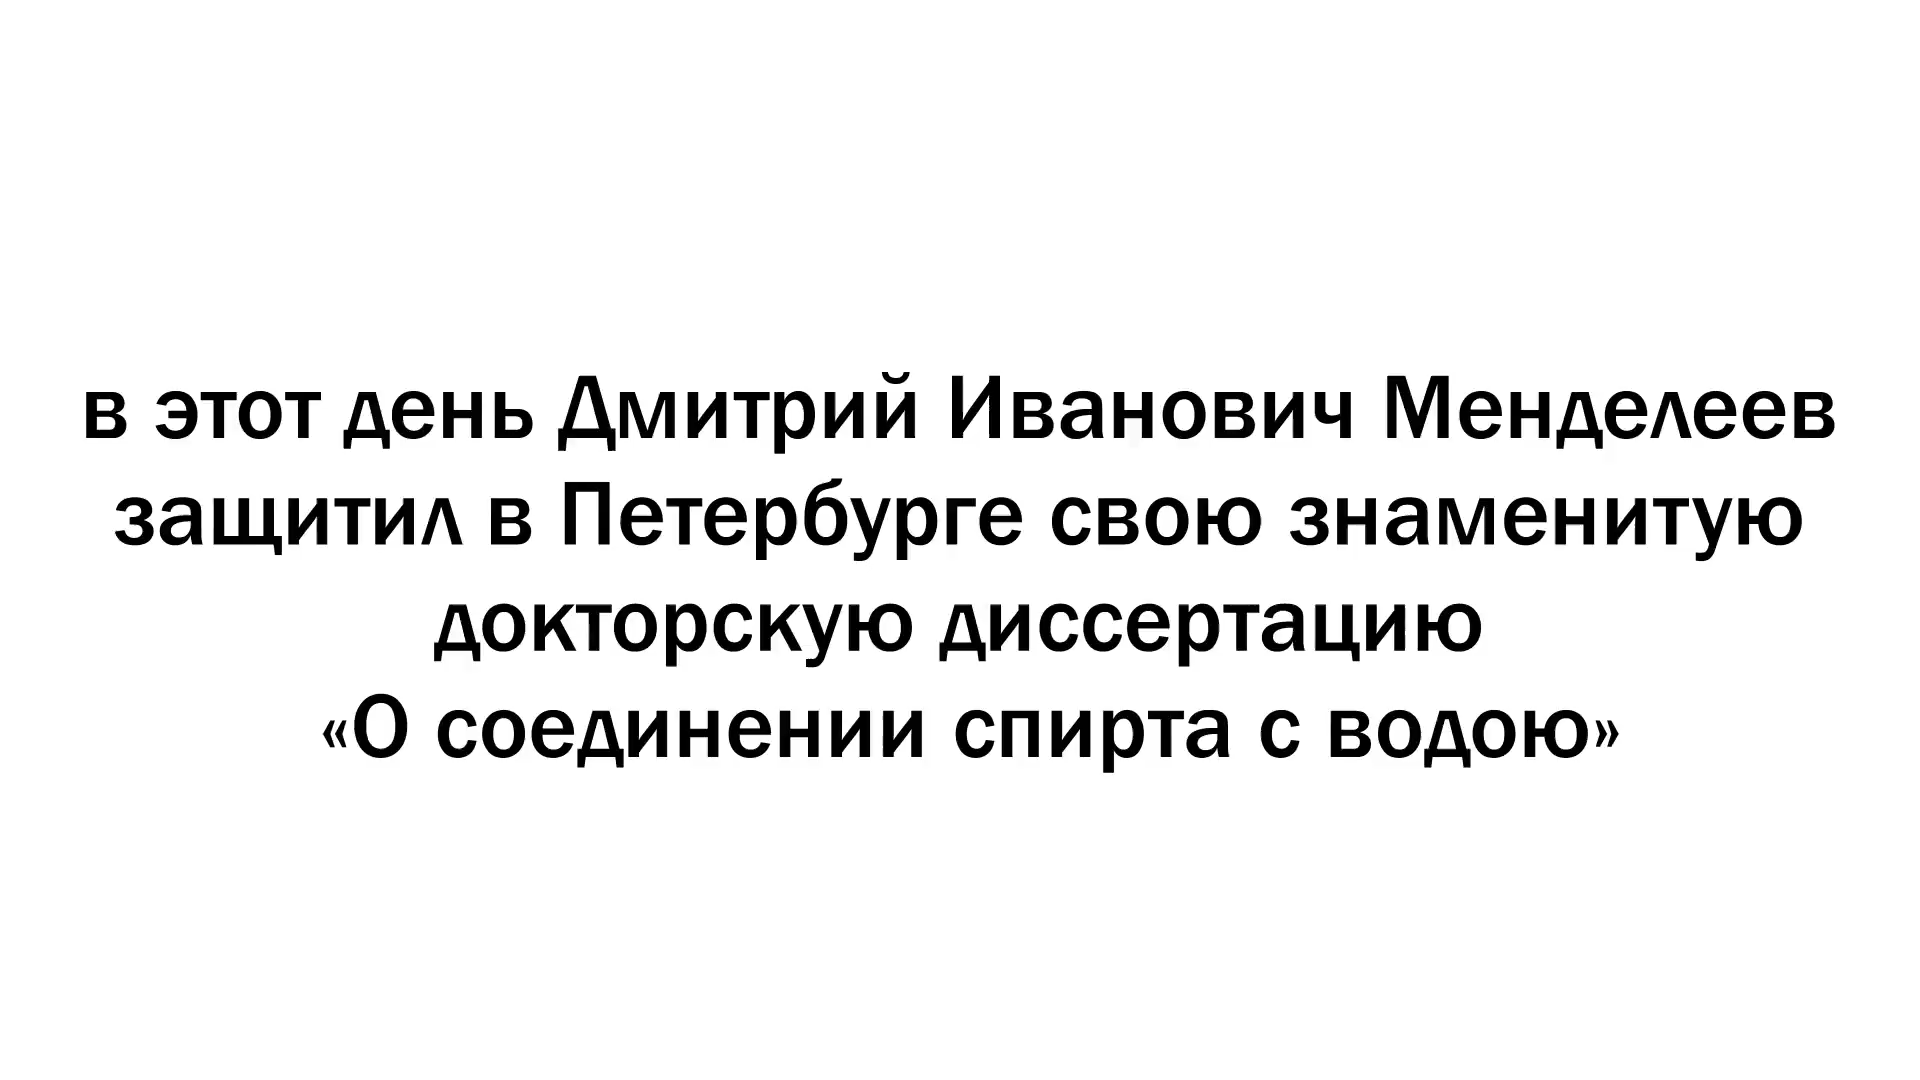 в этот день Дмитрий Иванович Менделеев
защитил в Петербурге свою знаменитую
докторскую диссертацию
«О соединении спирта с водою»